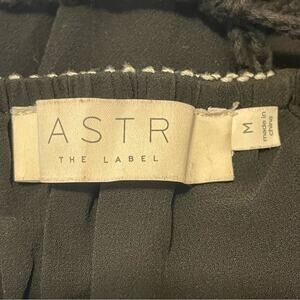 ASTR
THE LABEL
M
made in
china